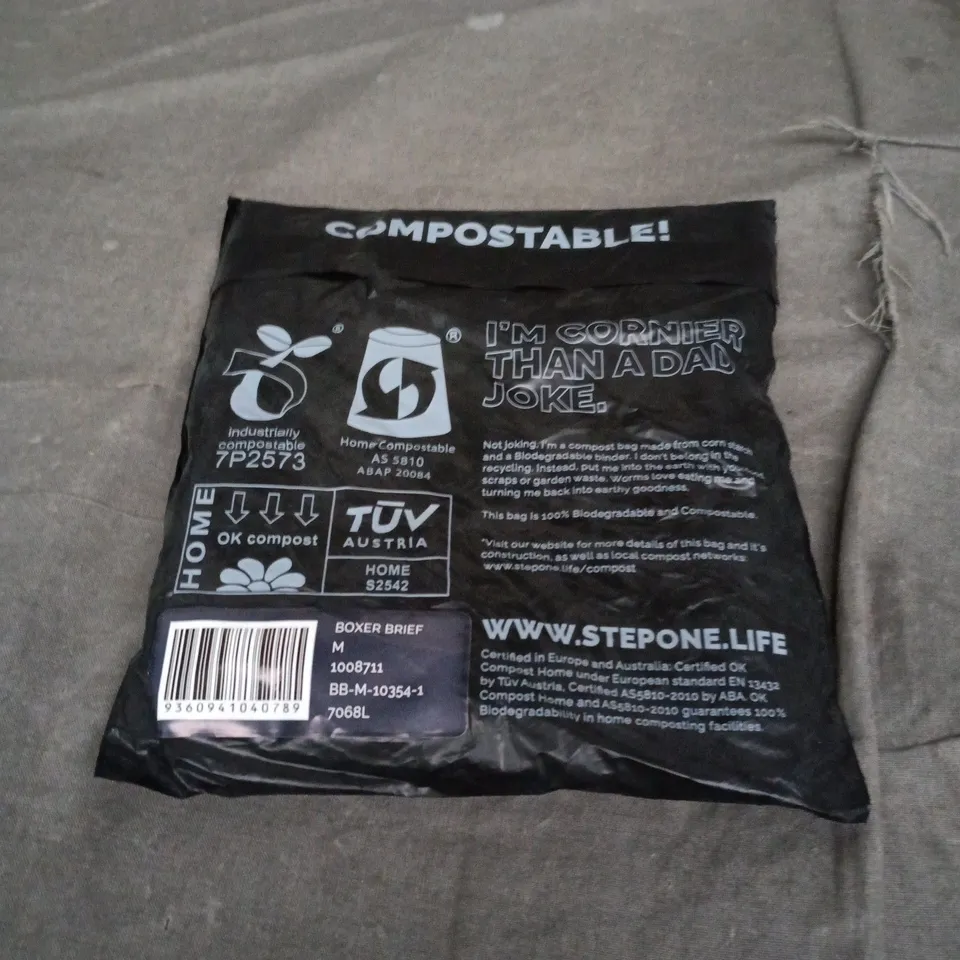 COMPOSTABLE!
industrially
compostable
7P2573
®
®
Home Compostable
AS 5810
ABAP 20084
I'M CORNIER
THAN A DAD
JOKE.
Not joking, I'm a compost bag made from corn starch
and a Biodegradable binder. I don't belong in the
recycling. Instead, put me into the earth with your food
scraps or garden waste. Worms love eating me and
turning me back into earthy goodness.
This bag is 100% Biodegradable and Compostable.
*Visit our website for more details of this bag and it's
construction, as well as local compost networks:
www.stepone.life/compost
HOME
OK compost
TÜV
AUSTRIA
HOME
S2542
BOXER BRIEF
M
1008711
BB-M-10354-1
7068L
9360941040789
WWW.STEPONE.LIFE
Certified in Europe and Australia: Certified OK
Compost Home under European standard EN 13432
by Tüv Austria, Certified AS5810-2010 by ABA. OK
Compost Home and AS5810-2010 guarantees 100%
Biodegradability in home composting facilities.